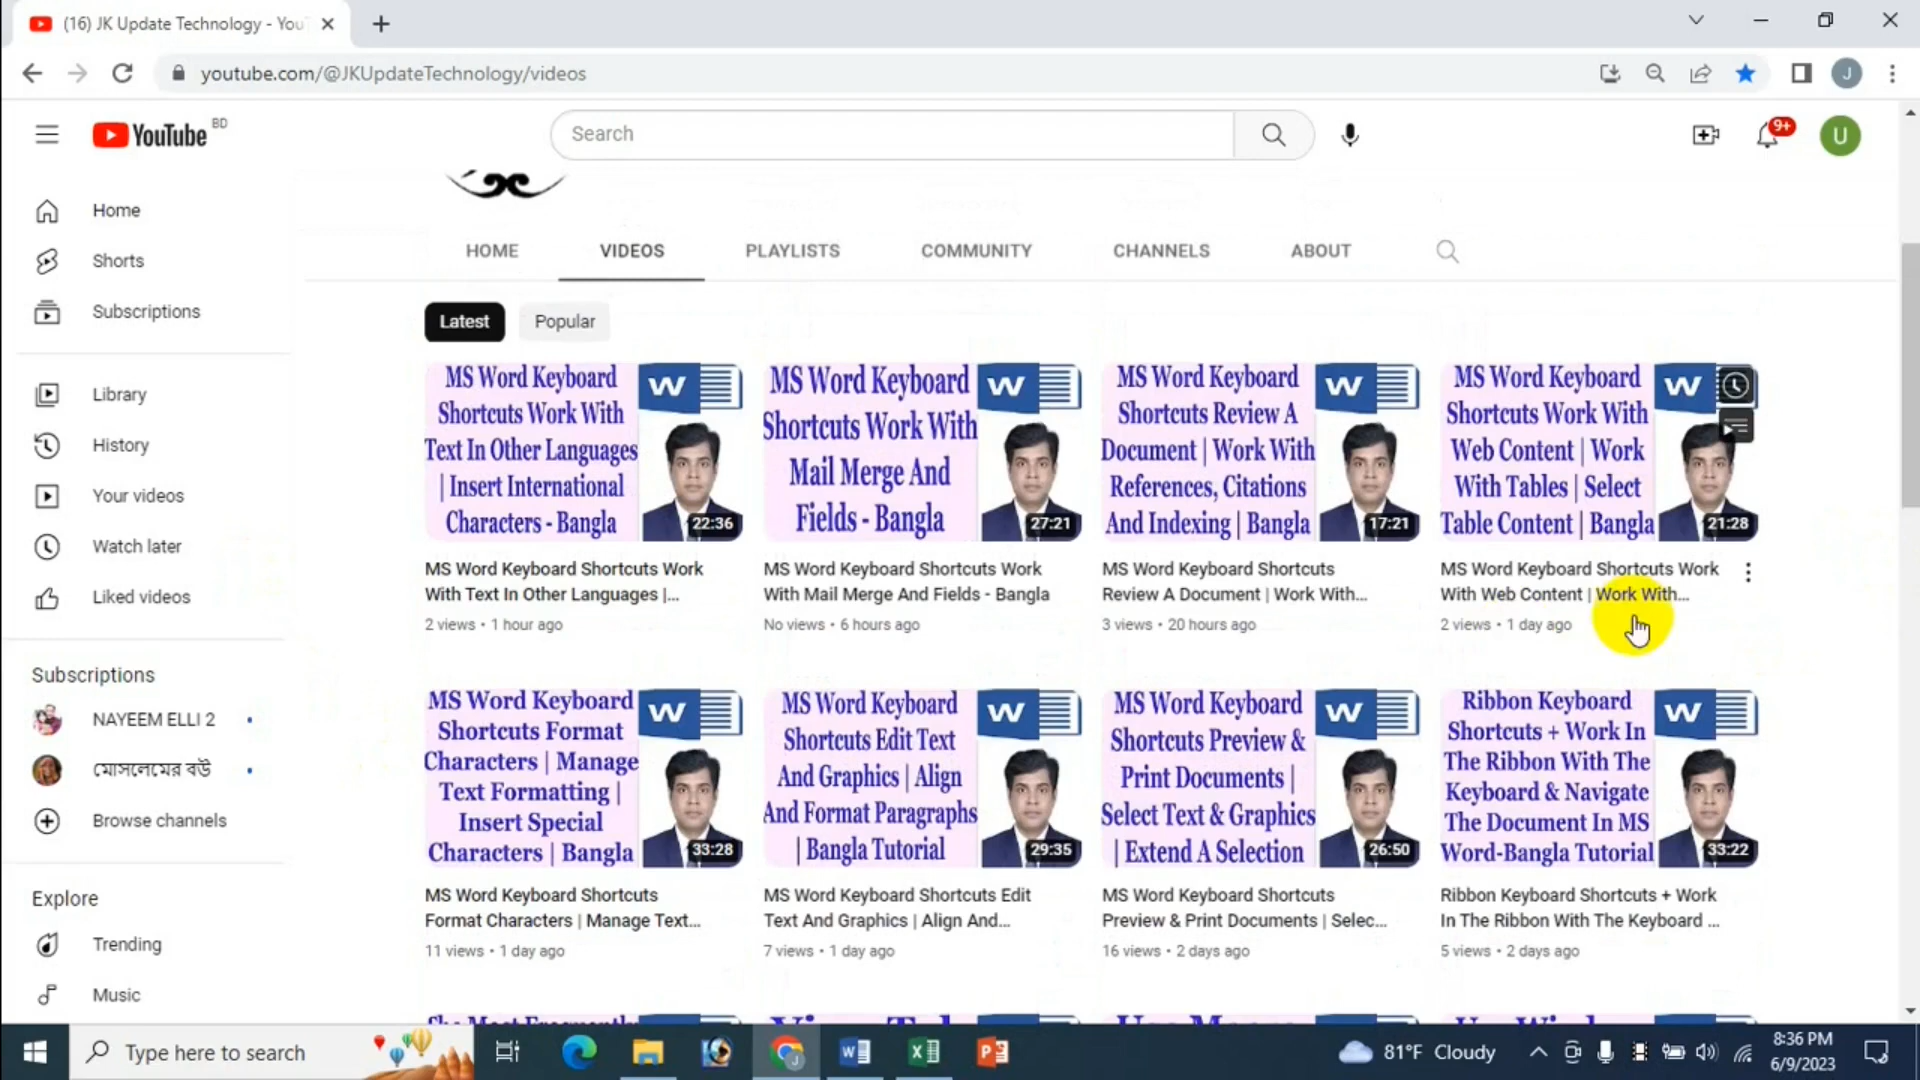 (16) JK Update Technology - You
youtube.com/@JKUpdateTechnology/videos
J
YouTube BD
Search
9+
U
Home
Shorts
Subscriptions
Library
History
Your videos
Watch later
Liked videos
Subscriptions
NAYEEM ELLI 2
মোসলেমের বউ
Browse channels
Explore
Trending
Music
HOME
VIDEOS
PLAYLISTS
COMMUNITY
CHANNELS
ABOUT
Latest
Popular
MS Word Keyboard
Shortcuts Work With
Text In Other Languages
| Insert International
Characters - Bangla
W
22:36
MS Word Keyboard Shortcuts Work
With Text In Other Languages |...
2 views • 1 hour ago
MS Word Keyboard
Shortcuts Work With
Mail Merge And
Fields - Bangla
W
27:21
MS Word Keyboard Shortcuts Work
With Mail Merge And Fields - Bangla
No views • 6 hours ago
MS Word Keyboard
Shortcuts Review A
Document | Work With
References, Citations
And Indexing | Bangla
W
17:21
MS Word Keyboard Shortcuts
Review A Document | Work With...
3 views • 20 hours ago
MS Word Keyboard
Shortcuts Work With
Web Content | Work
With Tables | Select
Table Content | Bangla
W
21:28
MS Word Keyboard Shortcuts Work
With Web Content | Work With...
2 views • 1 day ago
MS Word Keyboard
Shortcuts Format
Characters | Manage
Text Formatting |
Insert Special
Characters | Bangla
W
33:28
MS Word Keyboard Shortcuts
Format Characters | Manage Text...
11 views • 1 day ago
MS Word Keyboard
Shortcuts Edit Text
And Graphics | Align
And Format Paragraphs
| Bangla Tutorial
W
29:35
MS Word Keyboard Shortcuts Edit
Text And Graphics | Align And...
7 views • 1 day ago
MS Word Keyboard
Shortcuts Preview &
Print Documents |
Select Text & Graphics
| Extend A Selection
W
26:50
MS Word Keyboard Shortcuts
Preview & Print Documents | Selec...
16 views • 2 days ago
Ribbon Keyboard
Shortcuts + Work In
The Ribbon With The
Keyboard & Navigate
The Document In MS
Word-Bangla Tutorial
W
33:22
Ribbon Keyboard Shortcuts + Work
In The Ribbon With The Keyboard ...
5 views • 2 days ago
Type here to search
81°F Cloudy
8:36 PM
6/9/2023